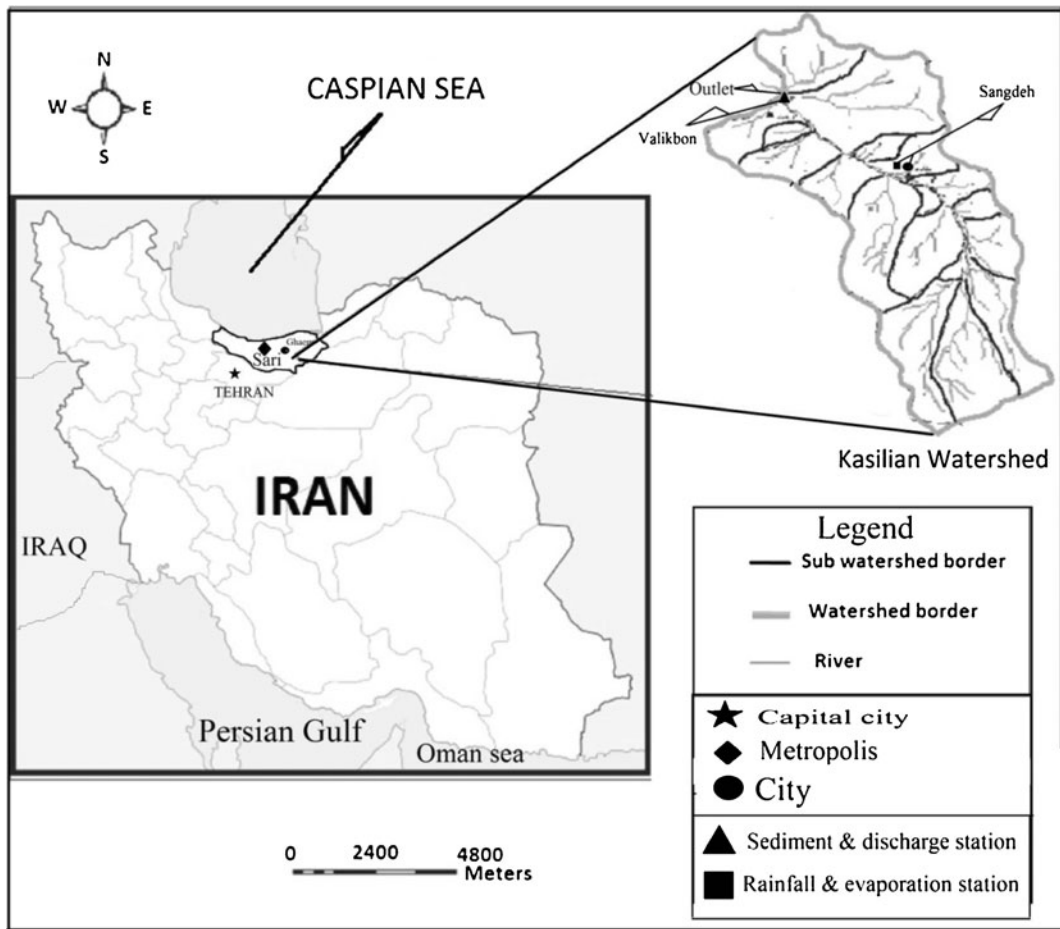 N
W
E
S
CASPIAN SEA
Outlet
Sangdeh
Valikbon
Kasilian Watershed
Sari
TEHRAN
IRAN
IRAQ
Persian Gulf
Oman sea
Legend
Sub watershed border
Watershed border
River
Capital city
Metropolis
City
Sediment & discharge station
Rainfall & evaporation station
0 2400 4800
Meters